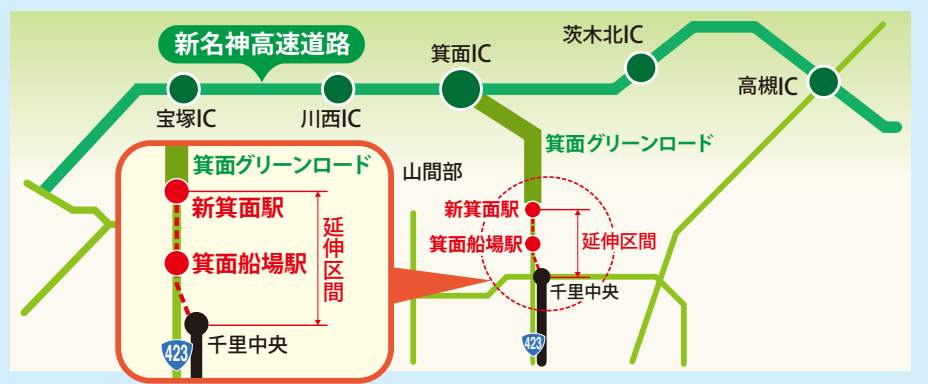 新名神高速道路
宝塚IC
川西IC
箕面IC
茨木北IC
高槻IC
箕面グリーンロード
新箕面駅
箕面船場駅
延伸区間
千里中央
423
山間部
箕面グリーンロード
新箕面駅
箕面船場駅
延伸区間
千里中央
423